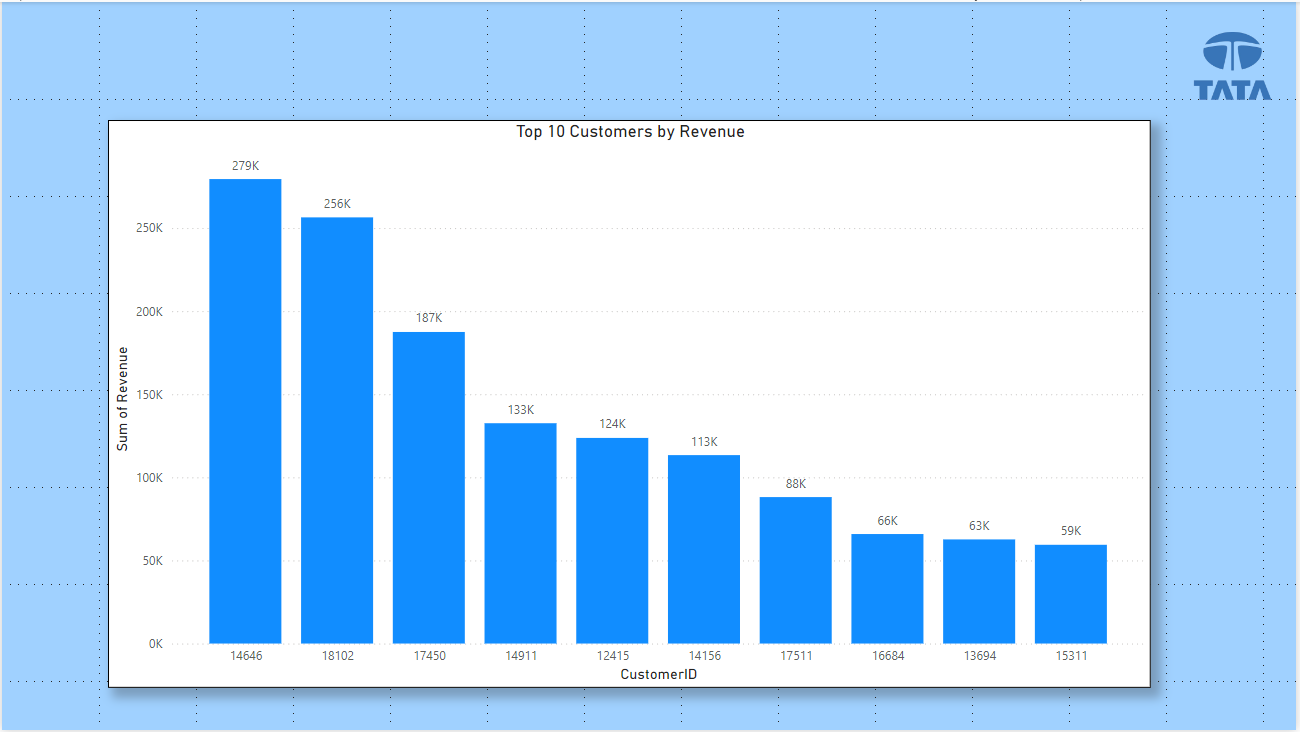 TATA
Top 10 Customers by Revenue
279K
256K
187K
133K
124K
113K
88K
66K
63K
59K
250K
200K
150K
100K
50K
0K
Sum of Revenue
14646 18102 17450 14911 12415 14156 17511 16684 13694 15311
CustomerID